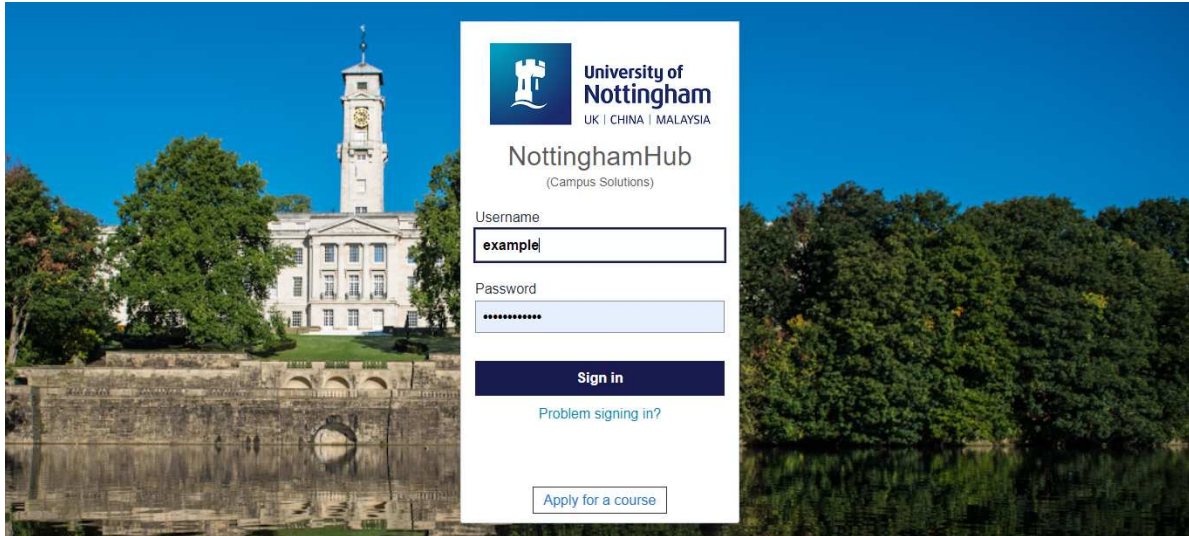 University of
Nottingham
UK | CHINA | MALAYSIA
NottinghamHub
(Campus Solutions)
Username
example
Password
••••••••••••
Sign in
Problem signing in?
Apply for a course